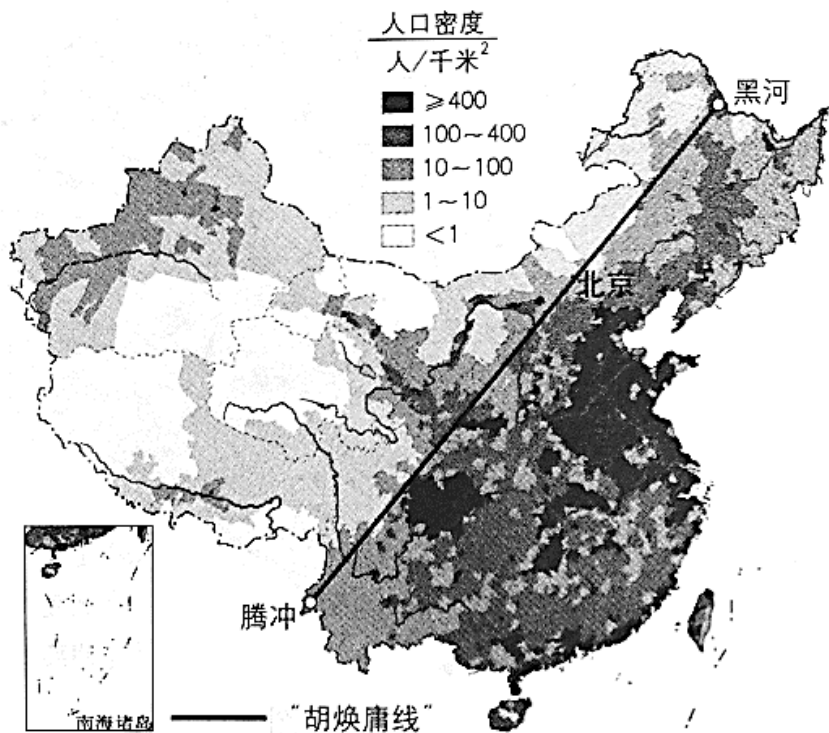 人口密度
人/千米²
≥400
100~400
10~100
1~10
<1
黑河
北京
腾冲
南海诸岛
"胡焕庸线"